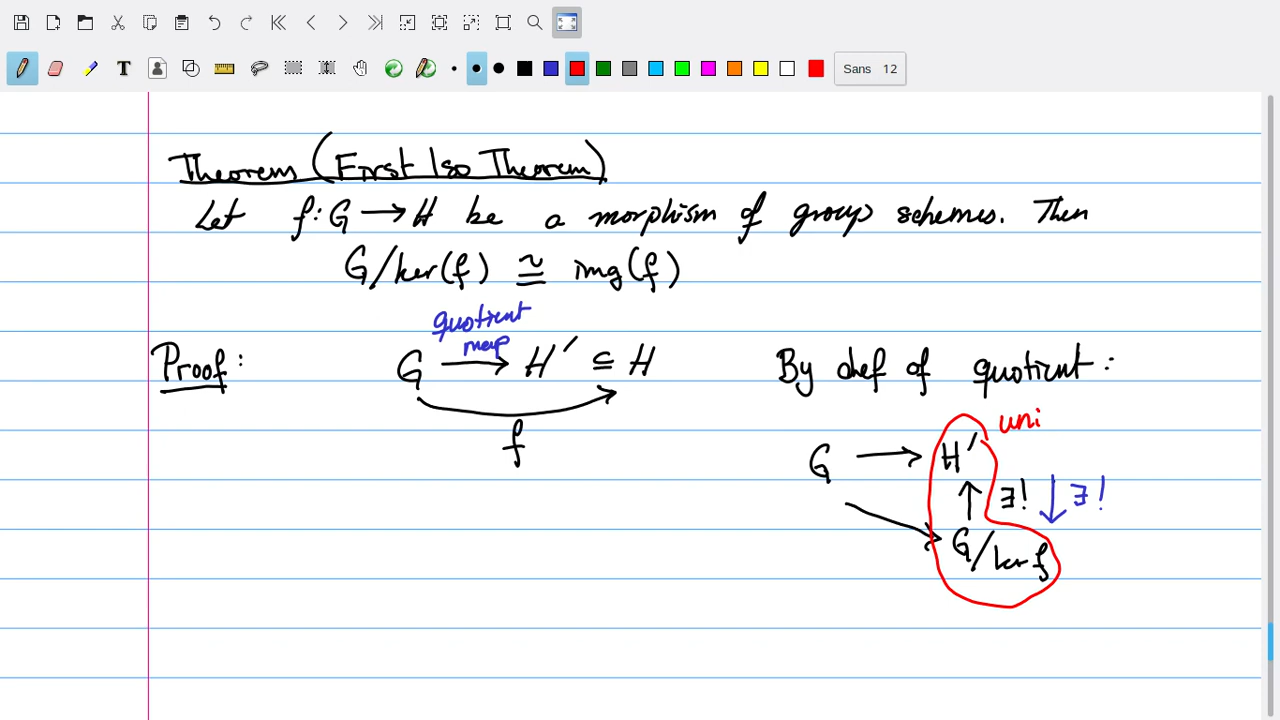 Sans 12
Theorem (First Iso Theorem)
Let f: G → H be a morphism of group schemes. Then
G/ker(f) ≅ img(f)
quotient
map
Proof: G → H' ⊆ H
f
By def of quotient:
uni
G → H'
↑ ∃! ↓ ∃!
G/ker f